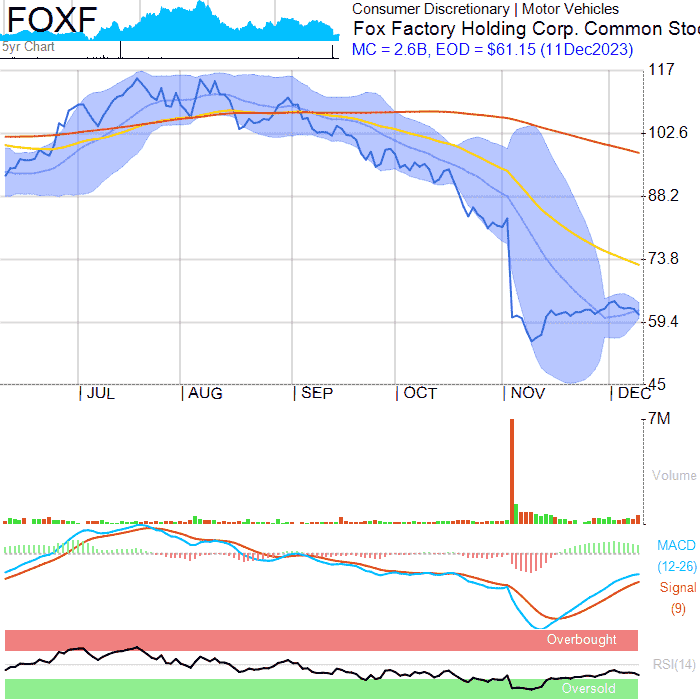 FOXF
5yr Chart
Consumer Discretionary | Motor Vehicles
Fox Factory Holding Corp. Common Sto
MC = 2.6B, EOD = $61.15 (11Dec2023)
117
102.6
88.2
73.8
59.4
45
JUL AUG SEP OCT NOV DEC
7M
Volume
MACD
(12-26)
Signal
(9)
Overbought
RSI(14)
Oversold